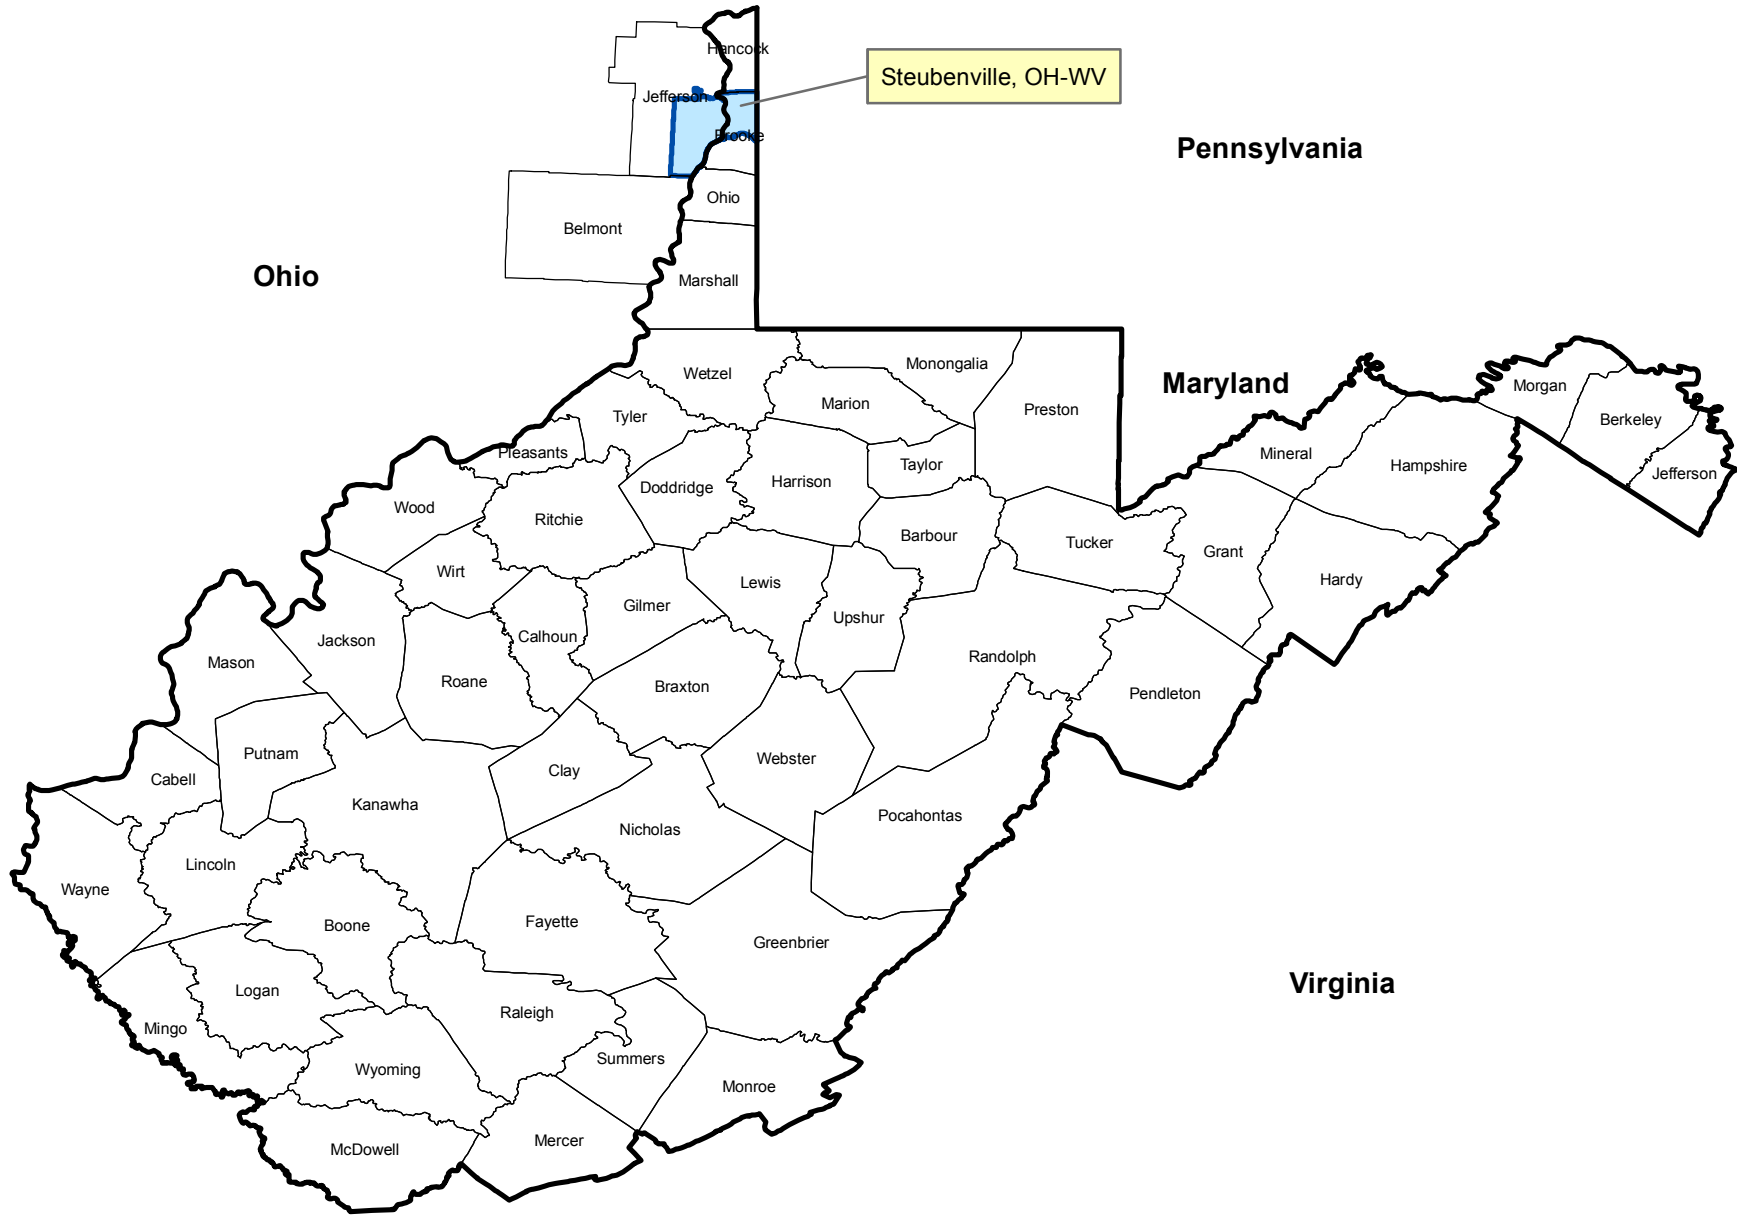 Hancock
Steubenville, OH-WV
Jefferson
Brooke
Pennsylvania
Ohio
Belmont
Ohio
Marshall
Monongalia
Wetzel
Maryland
Morgan
Marion
Preston
Tyler
Berkeley
Pleasants
Mineral
Taylor
Hampshire
Jefferson
Harrison
Doddridge
Wood
Ritchie
Barbour
Tucker
Grant
Wirt
Lewis
Hardy
Gilmer
Upshur
Calhoun
Jackson
Randolph
Mason
Roane
Braxton
Pendleton
Putnam
Webster
Clay
Cabell
Kanawha
Pocahontas
Nicholas
Lincoln
Wayne
Fayette
Boone
Greenbrier
Virginia
Logan
Raleigh
Mingo
Summers
Wyoming
Monroe
Mercer
McDowell